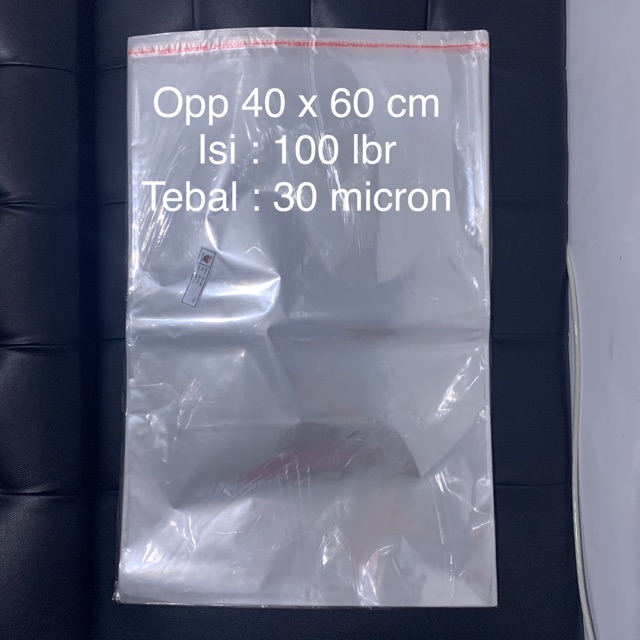 Opp 40 x 60 cm
Isi : 100 lbr
Tebal : 30 micron